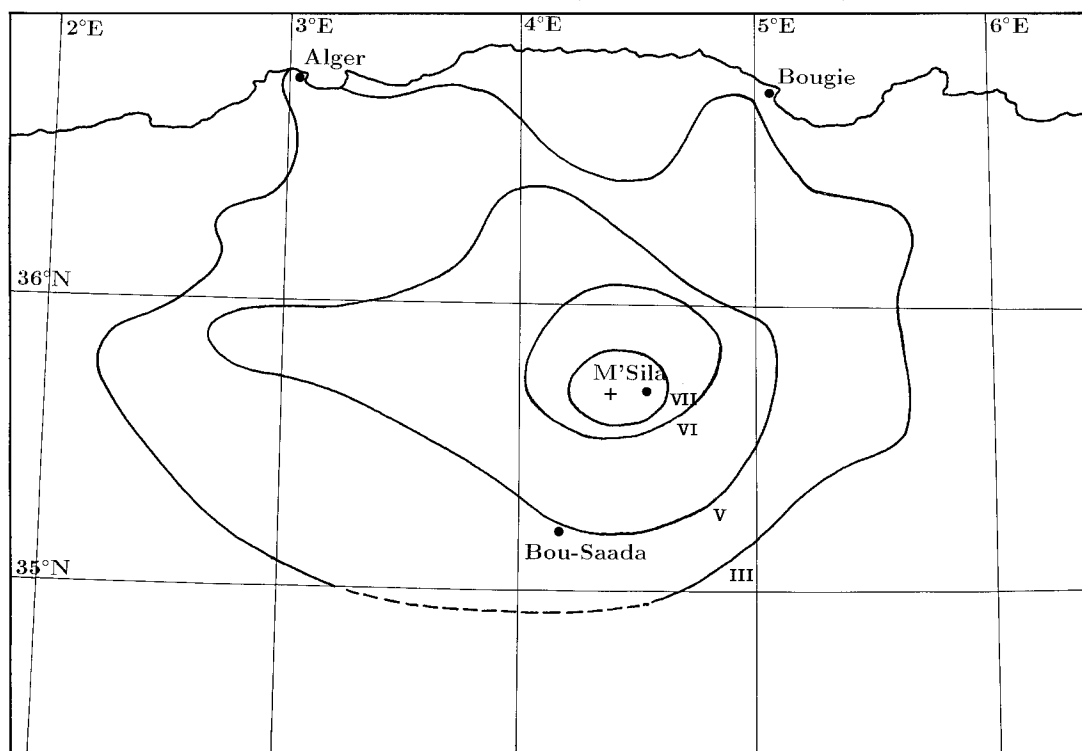 2°E
3°E
4°E
5°E
6°E
Alger
Bougie
36°N
M'Sila
VII
VI
V
Bou-Saada
35°N
III